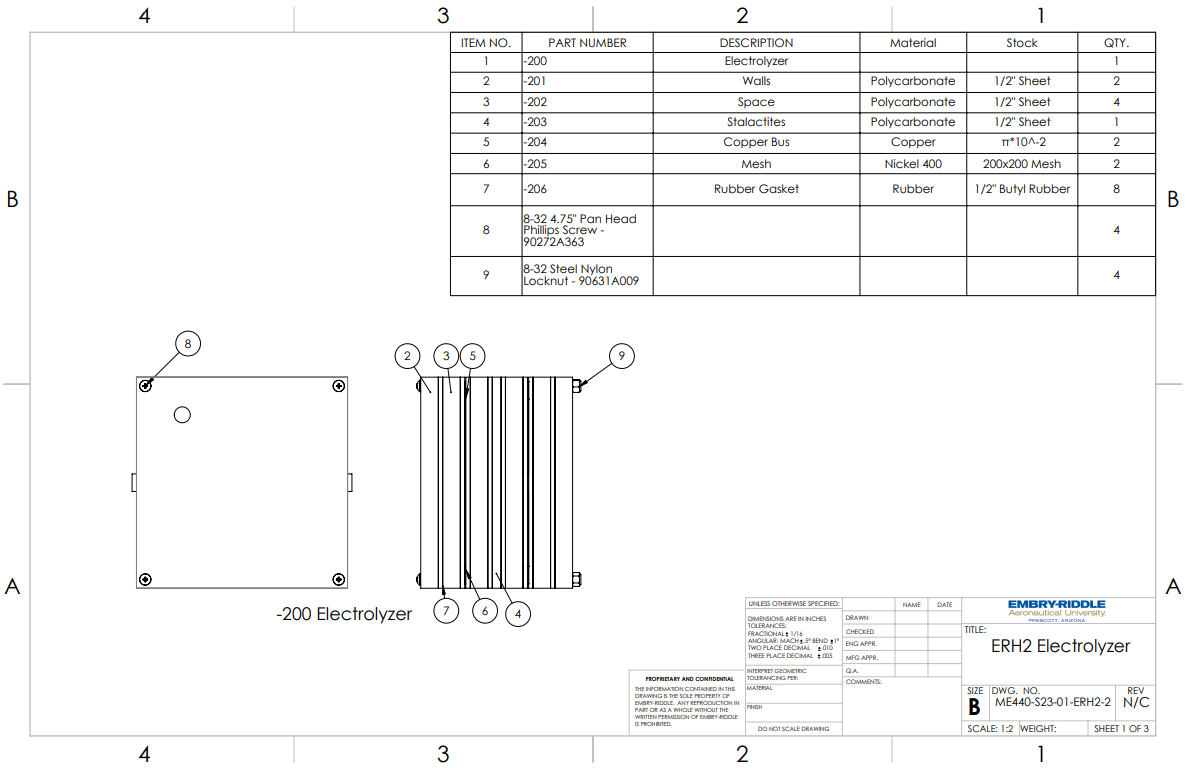 4 3 2 1
ITEM NO. PART NUMBER DESCRIPTION Material Stock QTY.
1 -200 Electrolyzer 1
2 -201 Walls Polycarbonate 1/2" Sheet 2
3 -202 Space Polycarbonate 1/2" Sheet 4
4 -203 Stalactites Polycarbonate 1/2" Sheet 1
5 -204 Copper Bus Copper π*10^-2 2
6 -205 Mesh Nickel 400 200x200 Mesh 2
7 -206 Rubber Gasket Rubber 1/2" Butyl Rubber 8
8 8-32 4.75" Pan Head
Phillips Screw -
90272A363 4
9 8-32 Steel Nylon
Locknut - 90631A009 4
B B
8 2 3 5 9
7 6 4
-200 Electrolyzer
A A
PROPRIETARY AND CONFIDENTIAL
THE INFORMATION CONTAINED IN THIS
DRAWING IS THE SOLE PROPERTY OF
EMBRY-RIDDLE. ANY REPRODUCTION IN
PART OR AS A WHOLE WITHOUT THE
WRITTEN PERMISSION OF EMBRY-RIDDLE
IS PROHIBITED.
UNLESS OTHERWISE SPECIFIED:
DIMENSIONS ARE IN INCHES
TOLERANCES:
FRACTIONAL± 1/16
ANGULAR: MACH±.5° BEND ±1°
TWO PLACE DECIMAL ±.010
THREE PLACE DECIMAL ±.005
INTERPRET GEOMETRIC
TOLERANCING PER:
MATERIAL
FINISH
DO NOT SCALE DRAWING
NAME DATE
DRAWN
CHECKED
ENG APPR.
MFG APPR.
Q.A.
COMMENTS:
EMBRY-RIDDLE
Aeronautical University
PRESCOTT, ARIZONA
TITLE:
ERH2 Electrolyzer
SIZE DWG. NO. REV
B ME440-S23-01-ERH2-2 N/C
SCALE: 1:2 WEIGHT: SHEET 1 OF 3
4 3 2 1